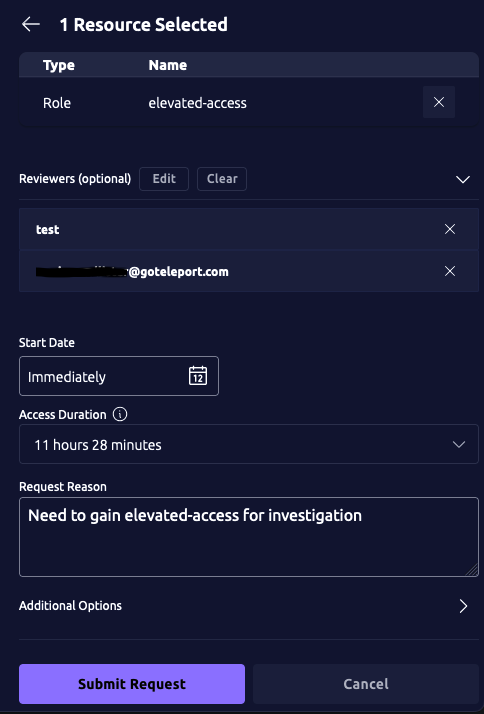 1 Resource Selected
Type Name
Role elevated-access
Reviewers (optional) Edit Clear
test
@goteleport.com
Start Date
Immediately 12
Access Duration
11 hours 28 minutes
Request Reason
Need to gain elevated-access for investigation
Additional Options
Submit Request Cancel